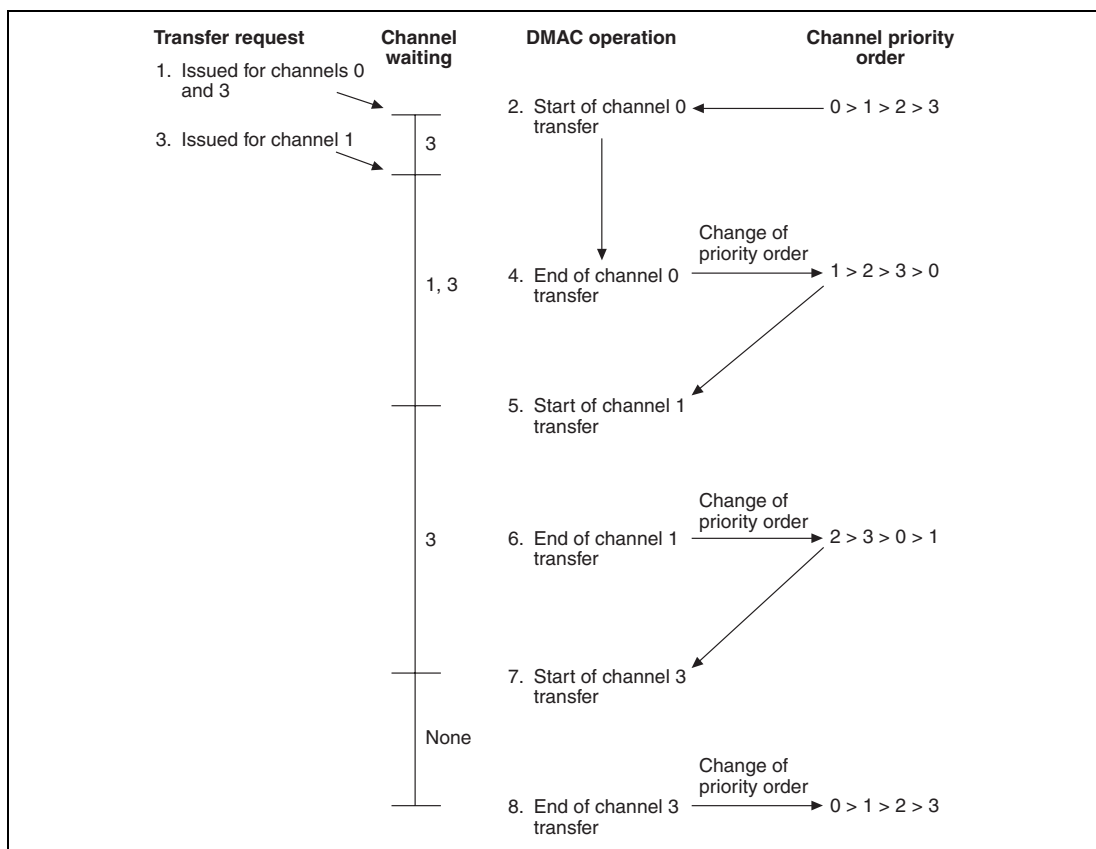 Transfer request
Channel waiting
DMAC operation
Channel priority order
1. Issued for channels 0
and 3
2. Start of channel 0
transfer
0 > 1 > 2 > 3
3. Issued for channel 1
3
Change of
priority order
1, 3
4. End of channel 0
transfer
1 > 2 > 3 > 0
5. Start of channel 1
transfer
Change of
priority order
3
6. End of channel 1
transfer
2 > 3 > 0 > 1
7. Start of channel 3
transfer
None
Change of
priority order
8. End of channel 3
transfer
0 > 1 > 2 > 3